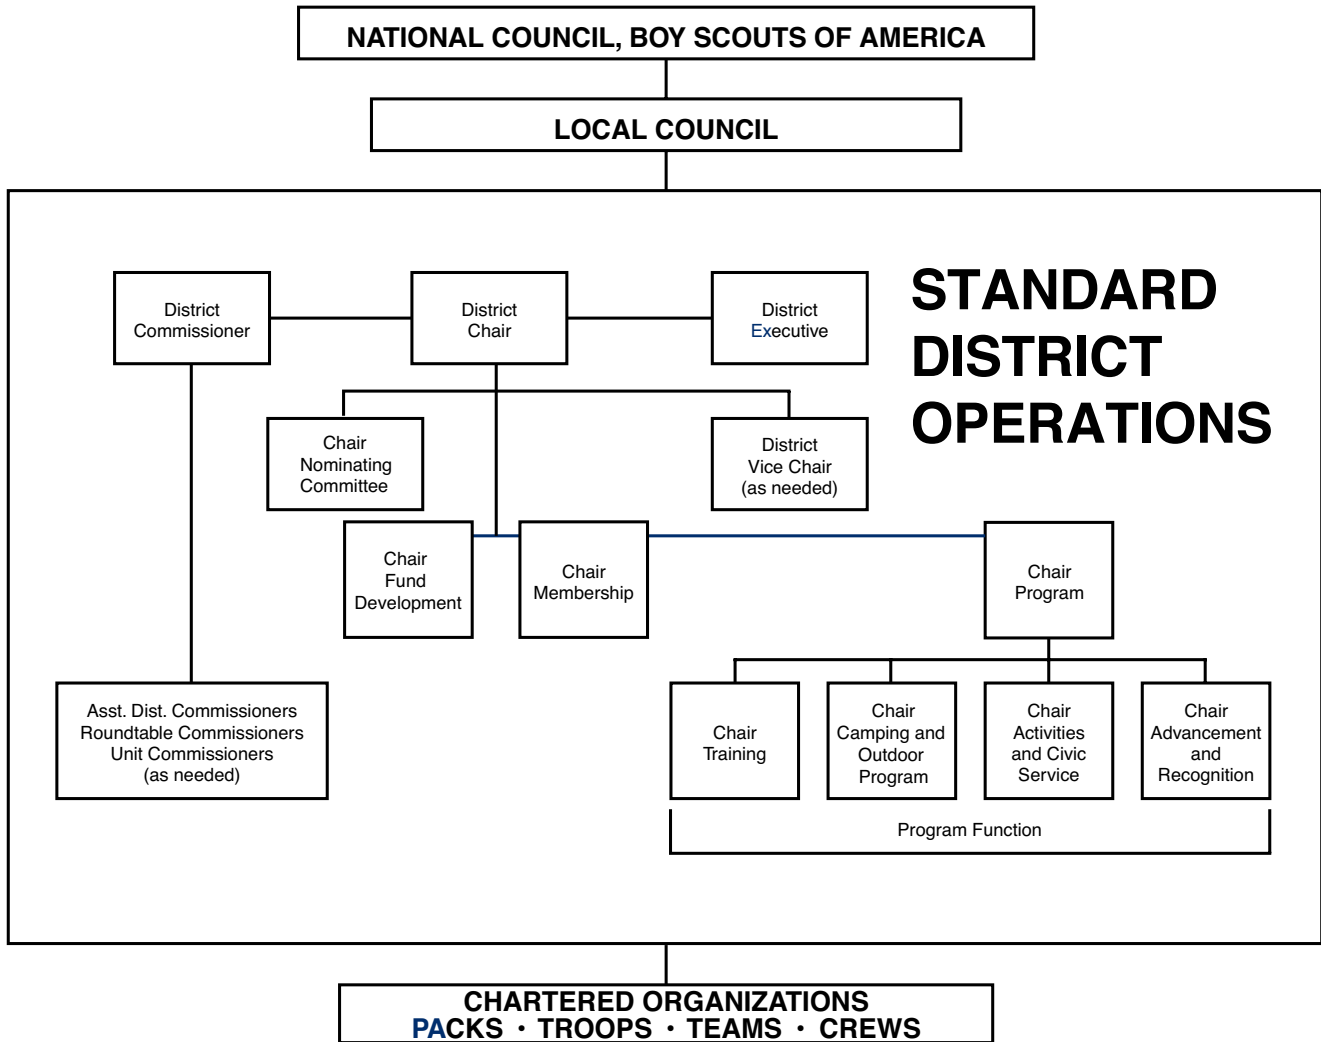 NATIONAL COUNCIL, BOY SCOUTS OF AMERICA
LOCAL COUNCIL
STANDARD
DISTRICT
OPERATIONS
District
Commissioner
District
Chair
District
Executive
Chair
Nominating
Committee
District
Vice Chair
(as needed)
Chair
Fund
Development
Chair
Membership
Chair
Program
Asst. Dist. Commissioners
Roundtable Commissioners
Unit Commissioners
(as needed)
Chair
Training
Chair
Camping and
Outdoor
Program
Chair
Activities
and Civic
Service
Chair
Advancement
and
Recognition
Program Function
CHARTERED ORGANIZATIONS
PACKS • TROOPS • TEAMS • CREWS